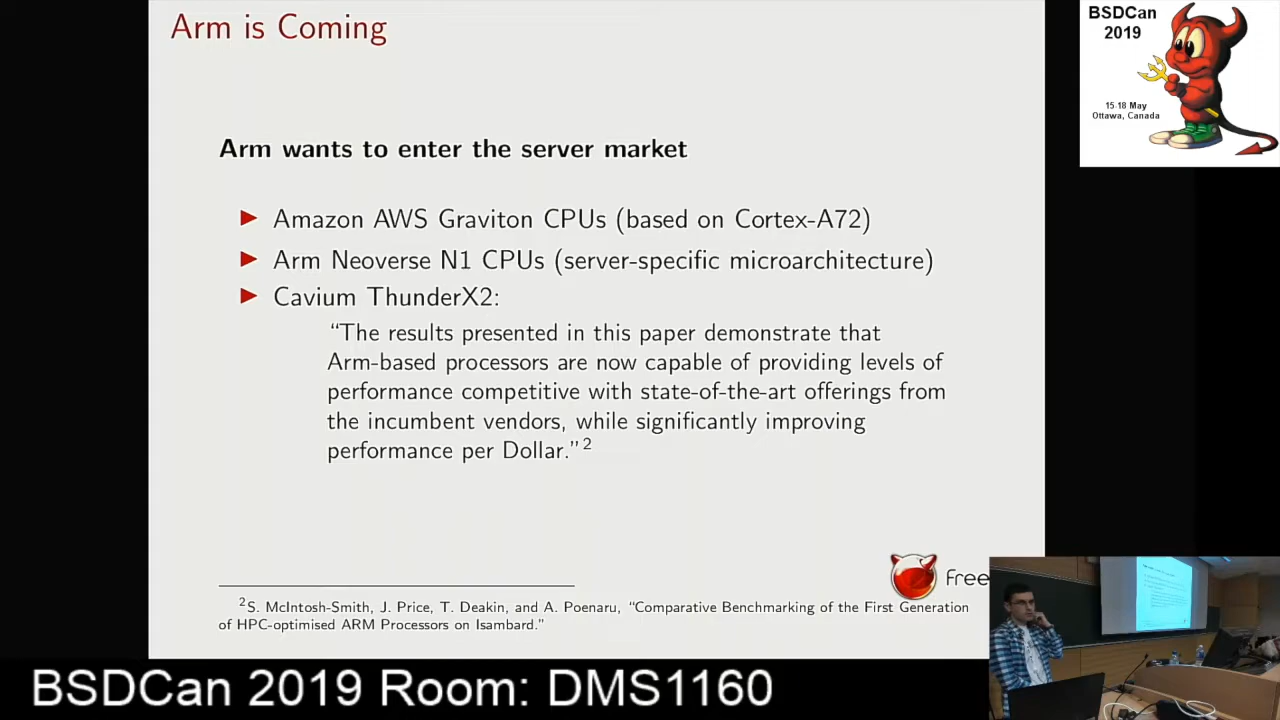 Arm is Coming
BSDCan
2019
15-18 May
Ottawa, Canada
Arm wants to enter the server market
Amazon AWS Graviton CPUs (based on Cortex-A72)
Arm Neoverse N1 CPUs (server-specific microarchitecture)
Cavium ThunderX2:
“The results presented in this paper demonstrate that
Arm-based processors are now capable of providing levels of
performance competitive with state-of-the-art offerings from
the incumbent vendors, while significantly improving
performance per Dollar.”2
Free
2S. McIntosh-Smith, J. Price, T. Deakin, and A. Poenaru, “Comparative Benchmarking of the First Generation
of HPC-optimised ARM Processors on Isambard.”
BSDCan 2019 Room: DMS1160